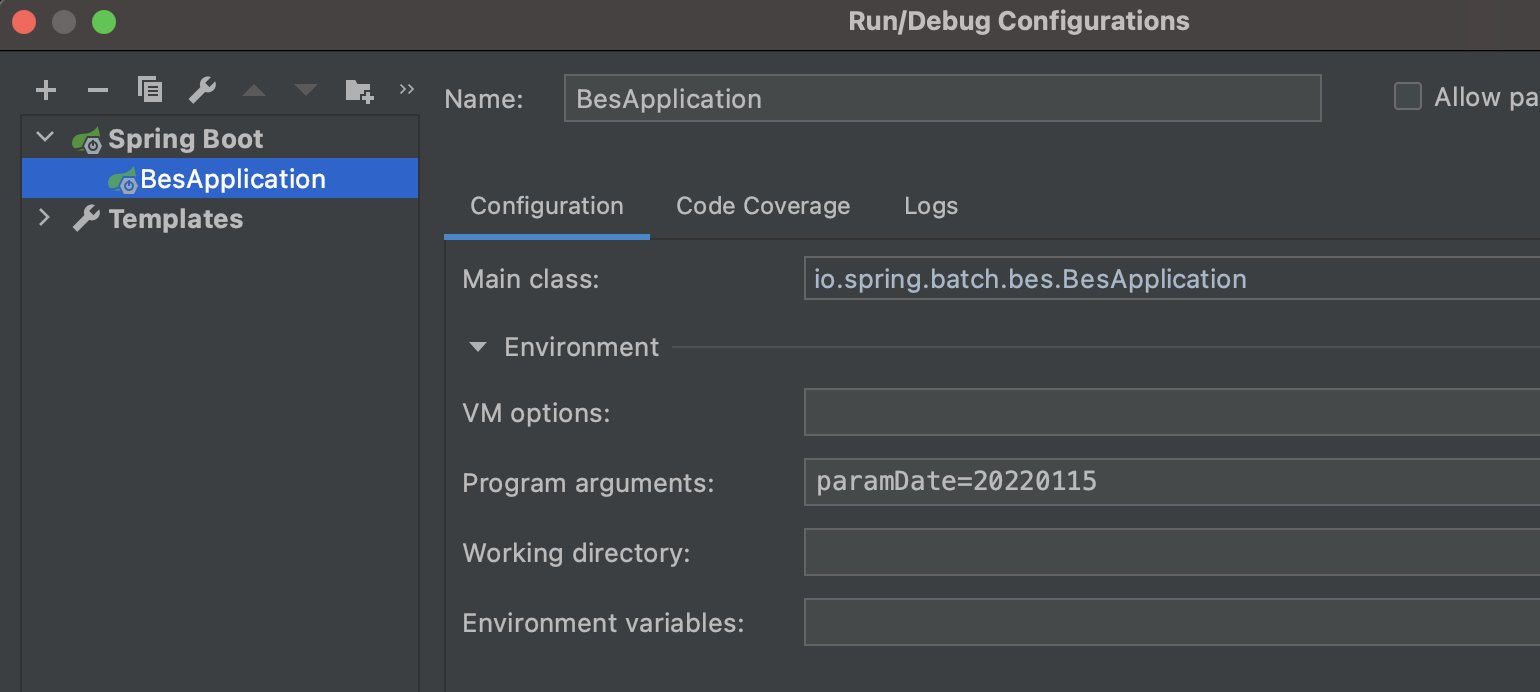 Run/Debug Configurations
Name: BesApplication Allow pa
Spring Boot
BesApplication
Templates
Configuration Code Coverage Logs
Main class: io.spring.batch.bes.BesApplication
Environment
VM options:
Program arguments: paramDate=20220115
Working directory:
Environment variables: